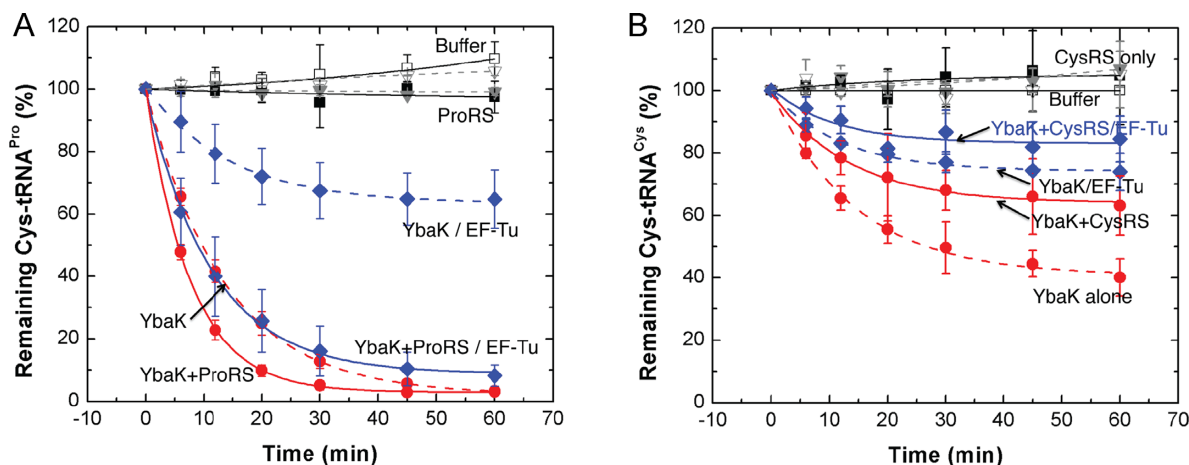 A
120
100
80
60
40
20
0
Remaining Cys-tRNAPro (%)
Buffer
ProRS
YbaK / EF-Tu
YbaK
YbaK+ProRS / EF-Tu
YbaK+ProRS
-10 0 10 20 30 40 50 60 70
Time (min)
B
120
100
80
60
40
20
0
Remaining Cys-tRNACys (%)
CysRS only
Buffer
YbaK+CysRS/EF-Tu
YbaK/EF-Tu
YbaK+CysRS
YbaK alone
-10 0 10 20 30 40 50 60 70
Time (min)